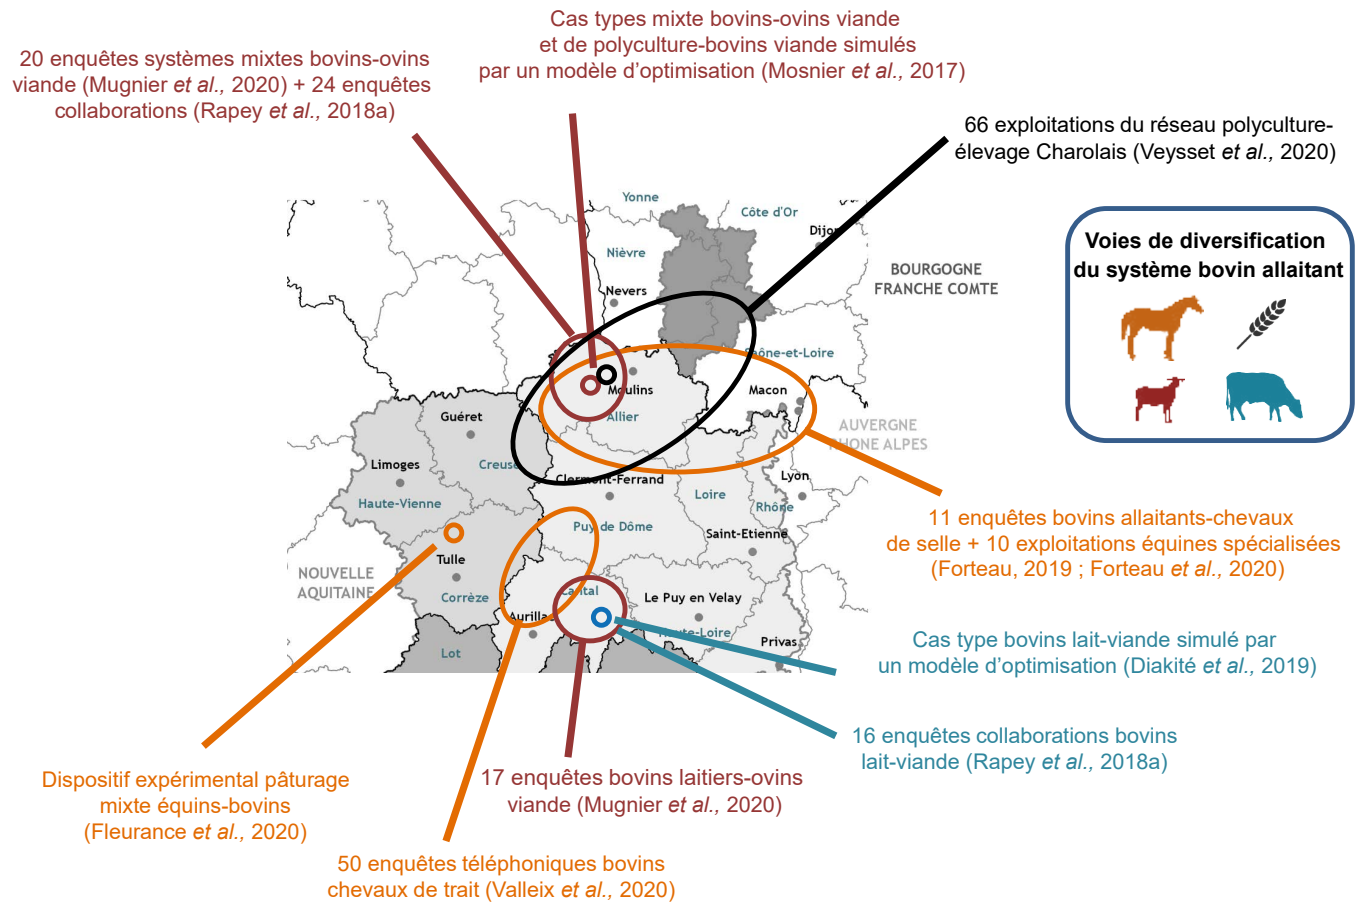 Cas types mixte bovins-ovins viande
et de polyculture-bovins viande simulés
par un modèle d'optimisation (Mosnier et al., 2017)
20 enquêtes systèmes mixtes bovins-ovins
viande (Mugnier et al., 2020) + 24 enquêtes
collaborations (Rapey et al., 2018a)
66 exploitations du réseau polyculture-
élevage Charolais (Veysset et al., 2020)
Voies de diversification
du système bovin allaitant
Yonne
Côte d'Or
Dijon
Nièvre
Nevers
BOURGOGNE
FRANCHE COMTE
Saône-et-Loire
Moulins
Macon
Allier
Guéret
AUVERGNE
RHONE ALPES
Limoges
Creuse
Clermont-Ferrand
Lyon
Haute-Vienne
Loire
Rhône
Puy de Dôme
Saint-Etienne
Tulle
NOUVELLE
AQUITAINE
Corrèze
Cantal
Le Puy en Velay
Aurillac
Haute-Loire
Privas
Lot
11 enquêtes bovins allaitants-chevaux
de selle + 10 exploitations équines spécialisées
(Forteau, 2019 ; Forteau et al., 2020)
Cas type bovins lait-viande simulé par
un modèle d'optimisation (Diakité et al., 2019)
16 enquêtes collaborations bovins
lait-viande (Rapey et al., 2018a)
17 enquêtes bovins laitiers-ovins
viande (Mugnier et al., 2020)
Dispositif expérimental pâturage
mixte équins-bovins
(Fleurance et al., 2020)
50 enquêtes téléphoniques bovins
chevaux de trait (Valleix et al., 2020)